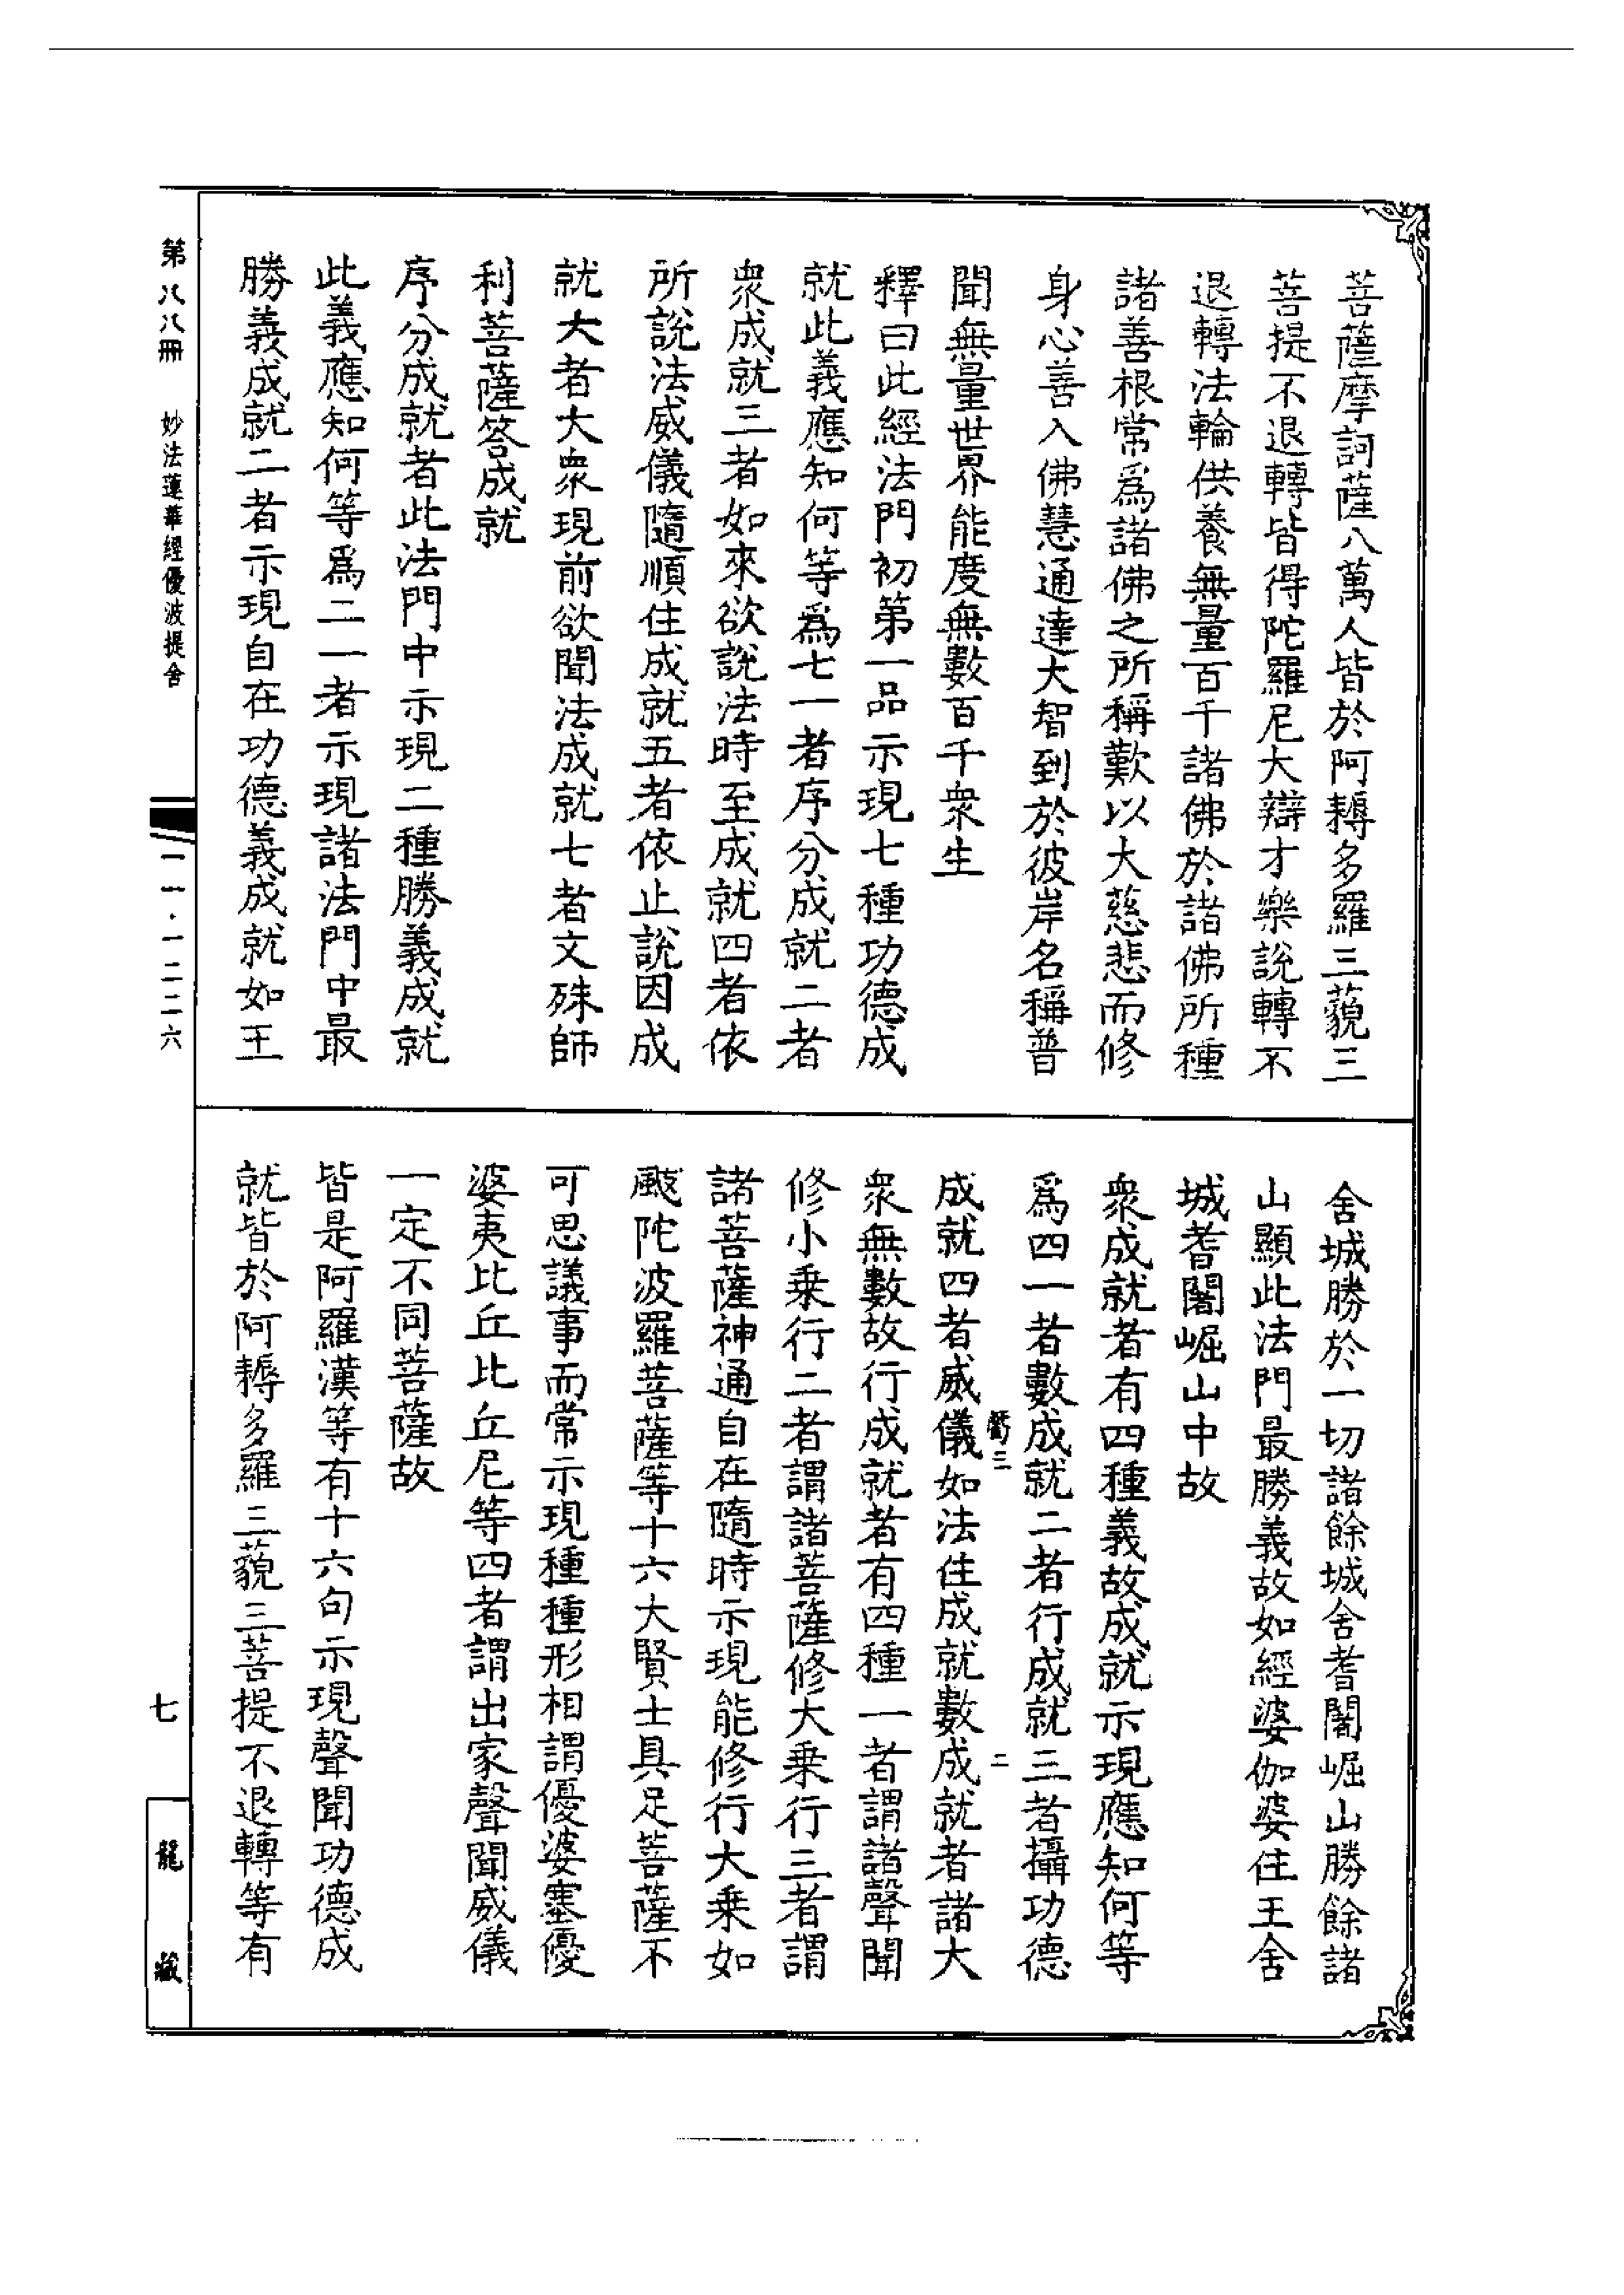 菩薩摩訶薩八萬人皆於阿耨多羅三藐三
菩提不退轉皆得陀羅尼大辯才樂說轉不
退轉法輪供養無量百千諸佛於諸佛所種
諸善根常爲諸佛之所稱歎以大慈悲而修
身心善入佛慧通達大智到於彼岸名稱普
聞無量世界能度無數百千衆生
釋曰此經法門初第一品示現七種功德成
就此義應知何等爲七一者序分成就二者
衆成就三者如來欲說法時至成就四者依
所說法威儀隨順住成就五者依止說因成
就大者大衆現前欲聞法成就七者文殊師
利菩薩答成就
序分成就者此法門中示現二種勝義成就
此義應知何等爲二一者示現諸法門中最
勝義成就二者示現自在功德義成就如王
舍城勝於一切諸餘城舍耆闍崛山勝餘諸
山顯此法門最勝義故如經婆伽婆住王舍
城耆闍崛山中故
衆成就者有四種義故成就示現應知何等
爲四一者數成就二者行成就三者攝功德
成就四者威儀如法住成就數成就者諸大
衆無數故行成就者有四種一者謂諸聲聞
修小乗行二者謂諸菩薩修大乗行三者謂
諸菩薩神通自在隨時示現能修行大乗如
颰陀波羅菩薩等十六大賢士具足菩薩不
可思議事而常示現種種形相謂優婆塞優
婆夷比丘比丘尼等四者謂出家聲聞威儀
一定不同菩薩故
皆是阿羅漢等有十六句示現聲聞功德成
就皆於阿耨多羅三藐三菩提不退轉等有
第八八冊　妙法蓮華經優波提舍
一一·一二二六
七
龍藏
三
二